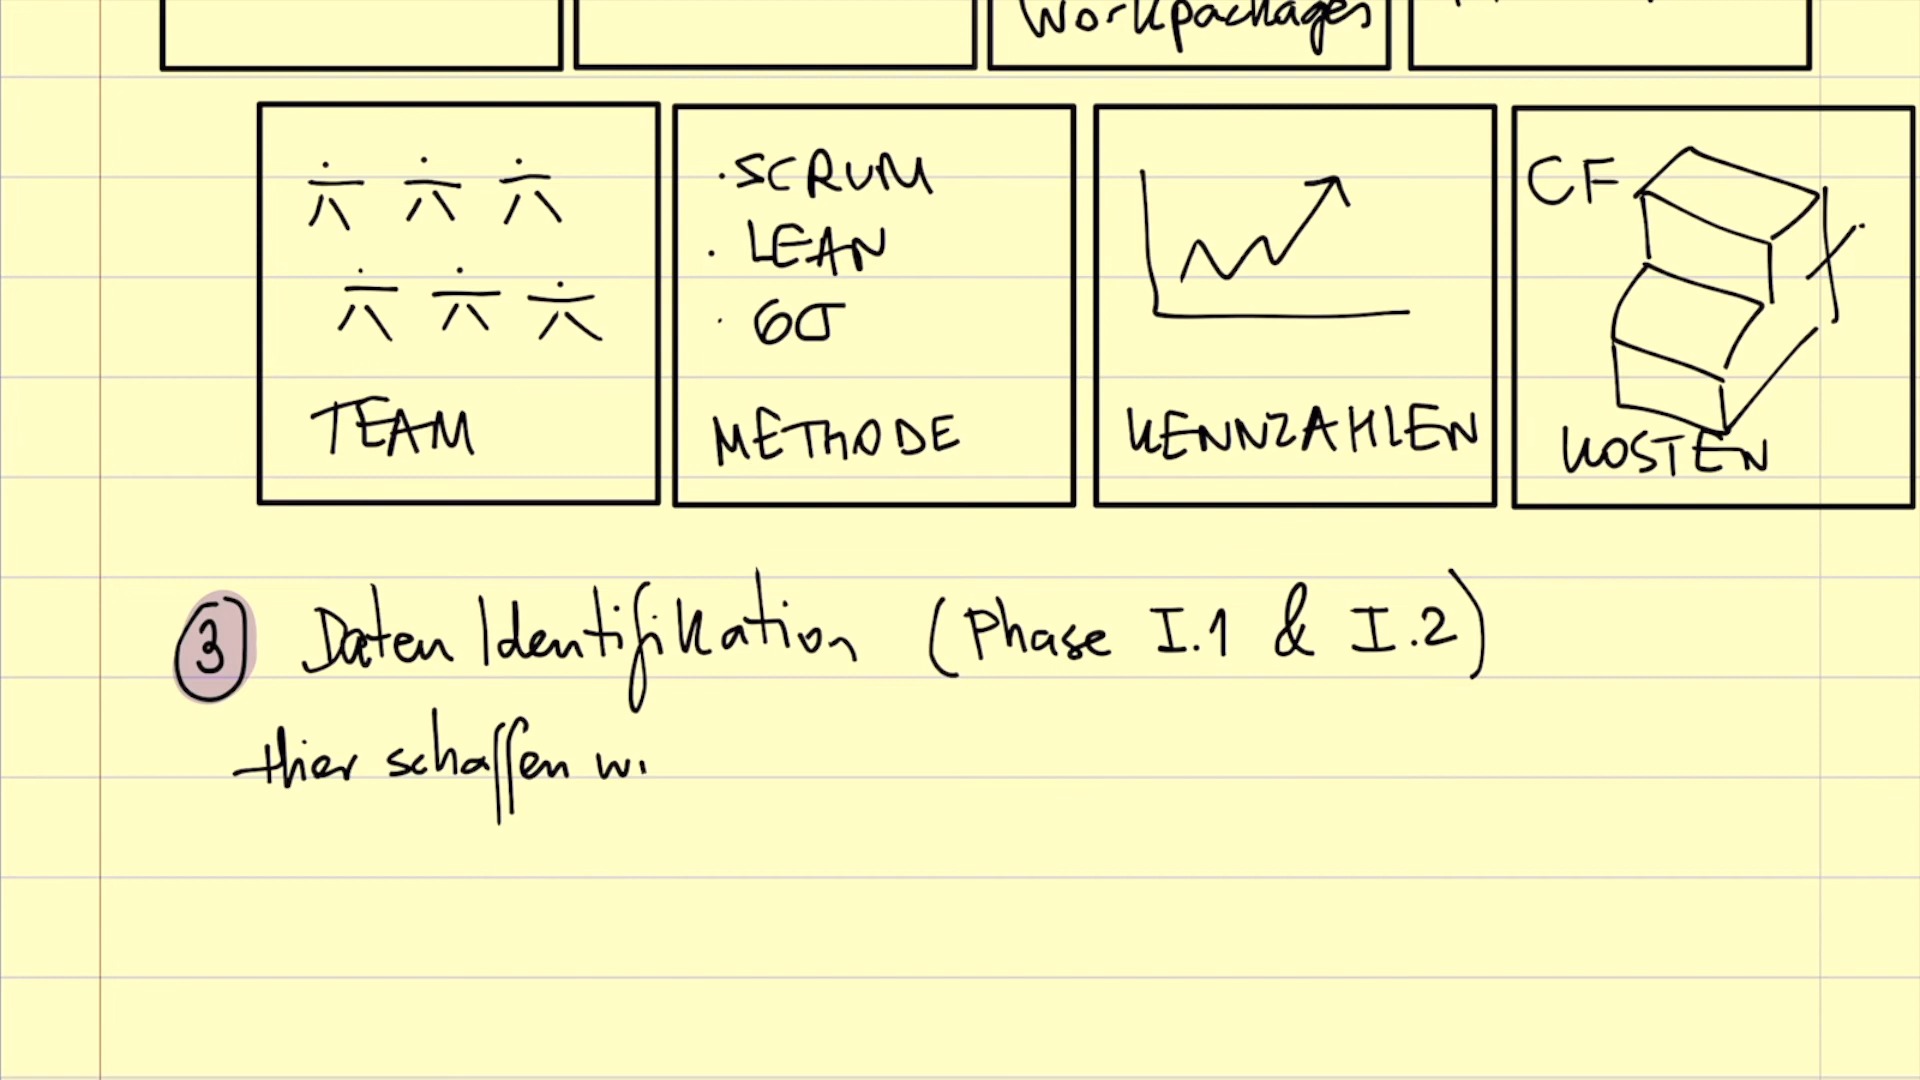 Workpackages
· SCRUM
· LEAN
· 6σ
CF
TEAM
METHODE
KENNZAHLEN
KOSTEN
3 Daten Identifikation (Phase I.1 & I.2)
Hier schaffen wi